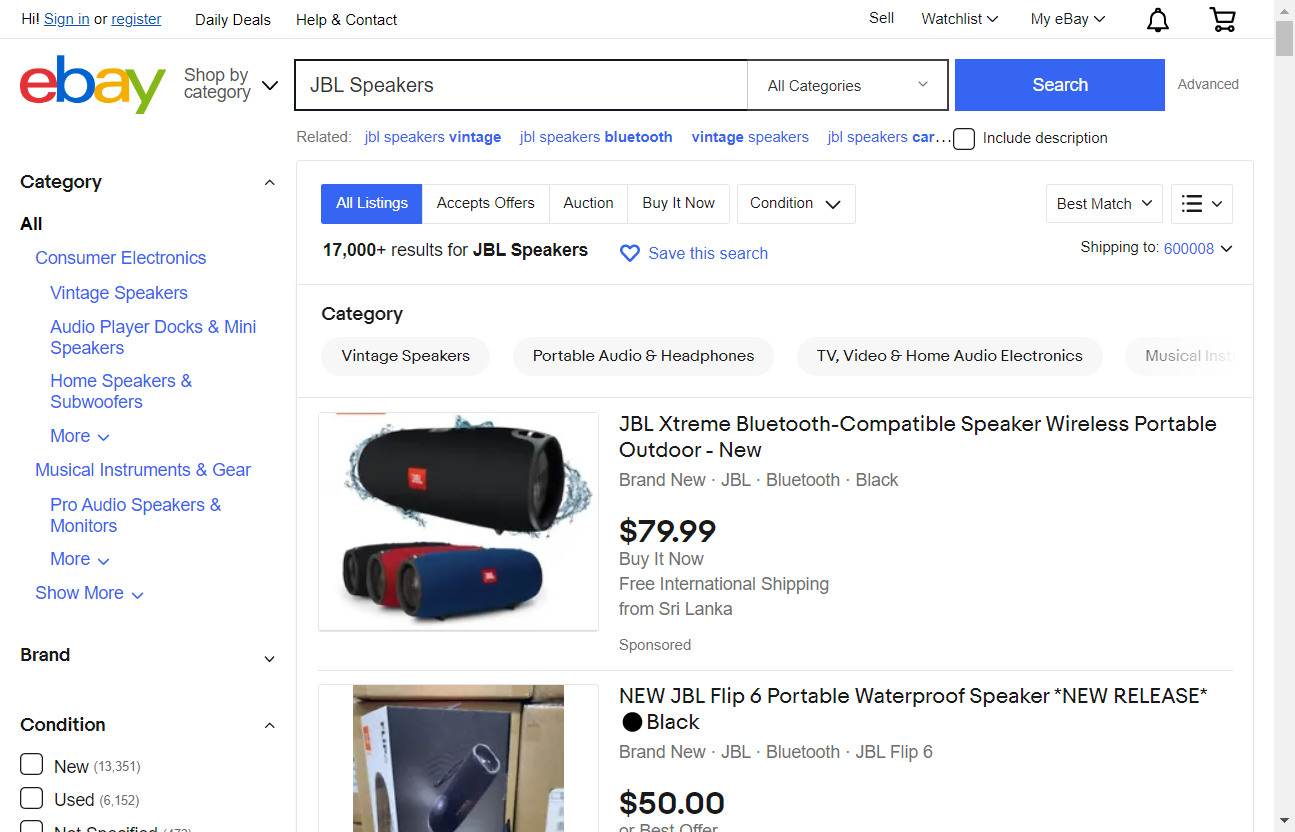 Hi! Sign in or register
Daily Deals
Help & Contact
Sell
Watchlist
My eBay
ebay
Shop by category
JBL Speakers
All Categories
Search
Advanced
Related: jbl speakers vintage jbl speakers bluetooth vintage speakers jbl speakers car…
Include description
Category
All
Consumer Electronics
Vintage Speakers
Audio Player Docks & Mini
Speakers
Home Speakers &
Subwoofers
More
Musical Instruments & Gear
Pro Audio Speakers &
Monitors
More
Show More
Brand
Condition
New (13,351)
Used (6,152)
Not Specified (473)
All Listings
Accepts Offers
Auction
Buy It Now
Condition
Best Match
17,000+ results for JBL Speakers
Save this search
Shipping to: 600008
Category
Vintage Speakers
Portable Audio & Headphones
TV, Video & Home Audio Electronics
Musical Inst
JBL
JBL
JBL Xtreme Bluetooth-Compatible Speaker Wireless Portable
Outdoor - New
Brand New · JBL · Bluetooth · Black
$79.99
Buy It Now
Free International Shipping
from Sri Lanka
Sponsored
FLIP
NEW JBL Flip 6 Portable Waterproof Speaker *NEW RELEASE*
⚫Black
Brand New · JBL · Bluetooth · JBL Flip 6
$50.00
or Best Offer